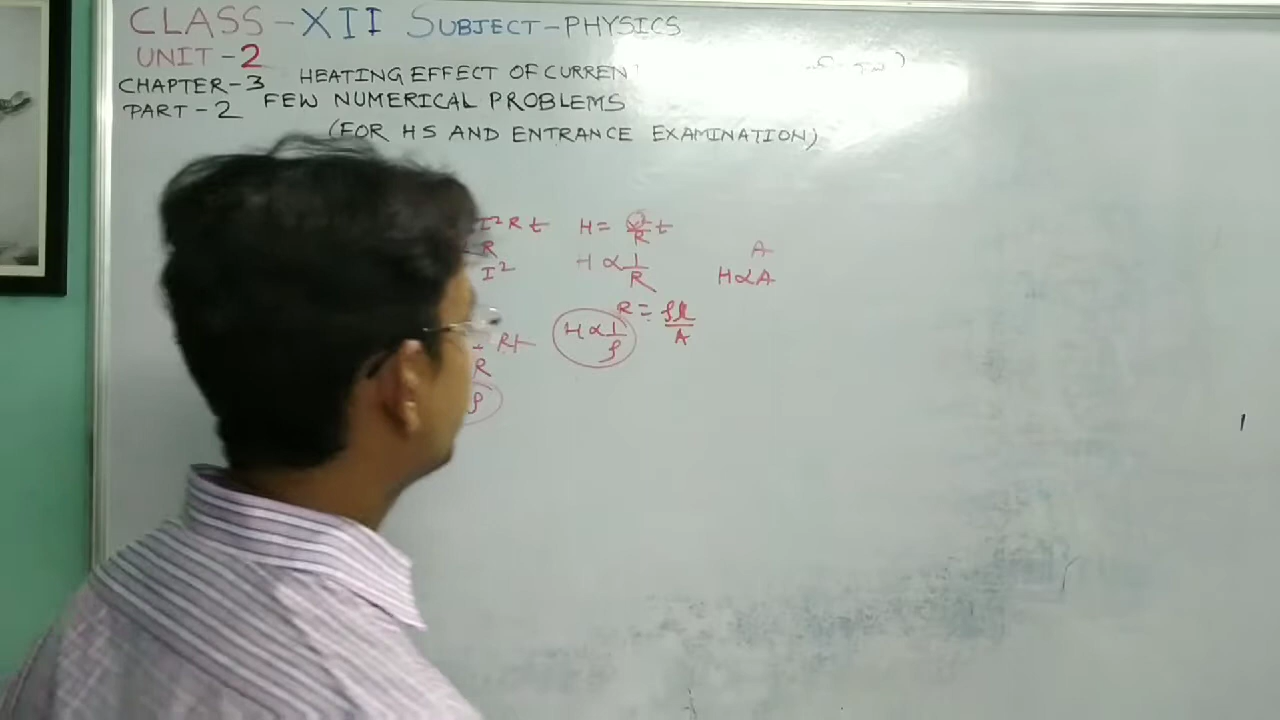 CLASS-XII SUBJECT-PHYSICS
UNIT-2
CHAPTER-3 HEATING EFFECT OF CURREN
PART-2 FEW NUMERICAL PROBLEMS
(FOR HS AND ENTRANCE EXAMINATION)
I²Rt H = V²/R t
R
I² H ∝ 1/R
A
H∝A
R = ρl/A
Rt H ∝ 1/ρ
R
ρ